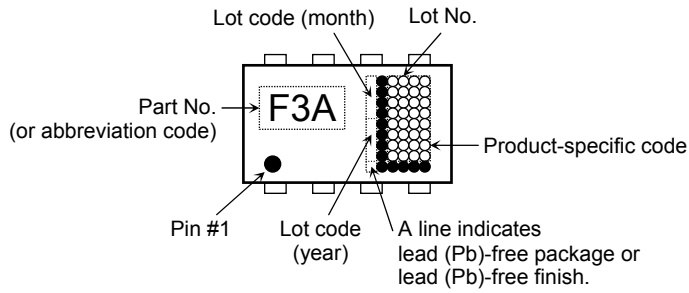 Lot code (month)
Lot No.
Part No.
(or abbreviation code)
F3A
Product-specific code
Pin #1
Lot code
(year)
A line indicates
lead (Pb)-free package or
lead (Pb)-free finish.